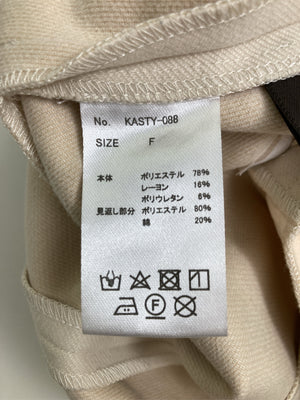 No. KASTY-088
SIZE F
本体 ポリエステル 78%
レーヨン 16%
ポリウレタン 6%
見返し部分 ポリエステル 80%
綿 20%